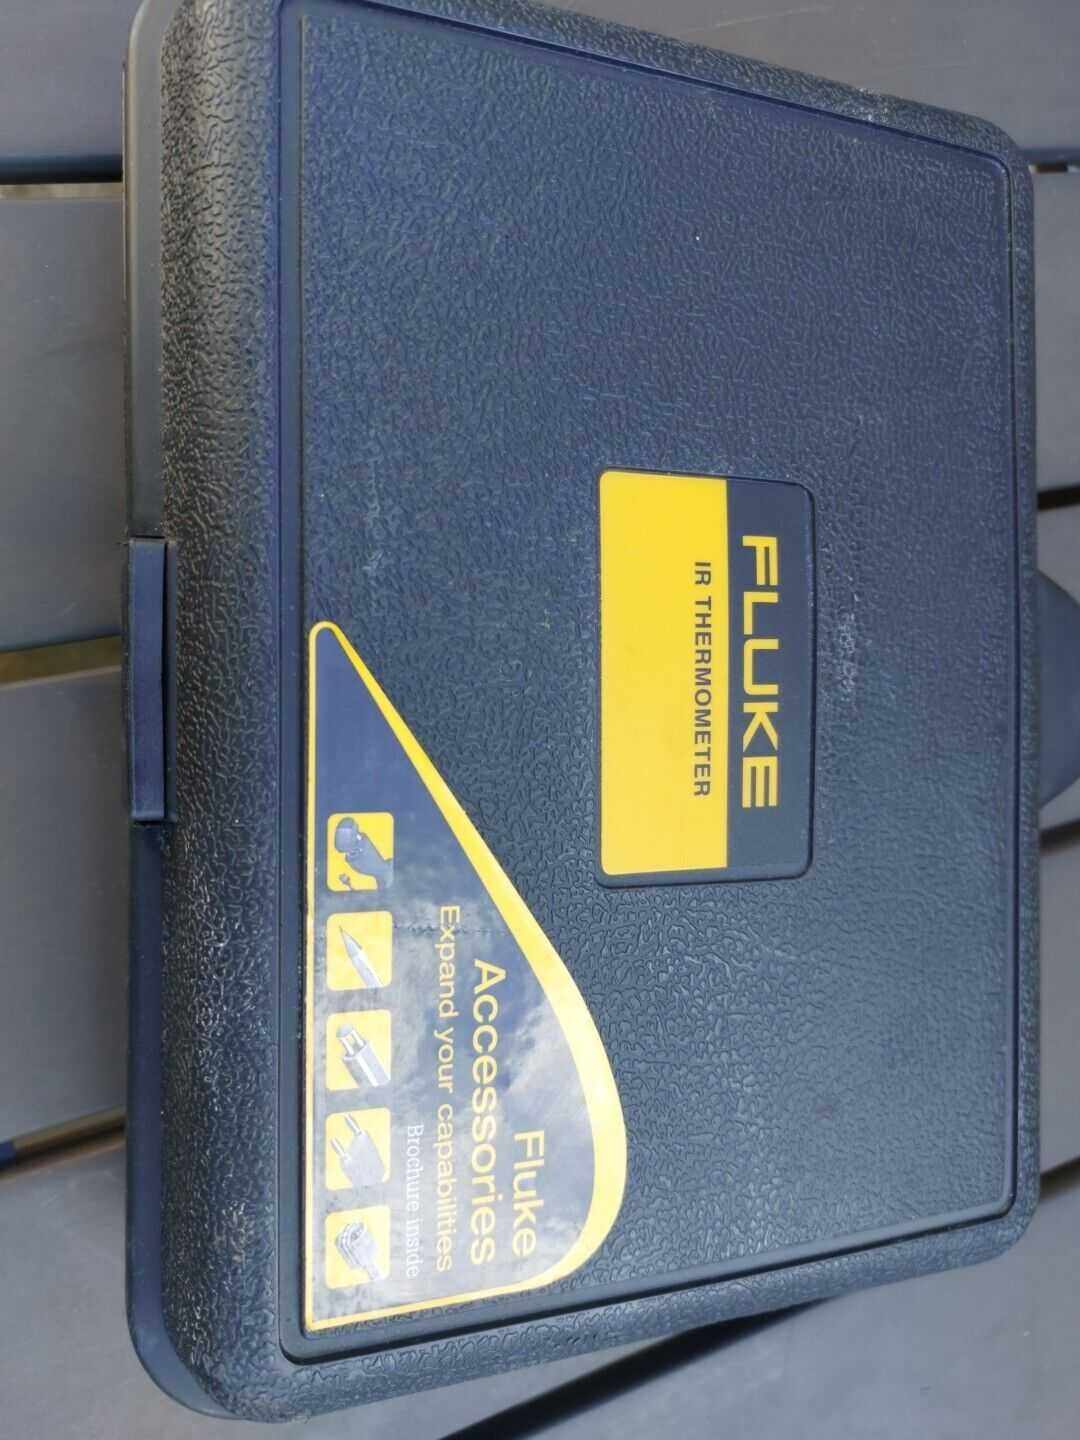 FLUKE
IR THERMOMETER
Fluke
Accessories
Expand your capabilities
Brochure inside